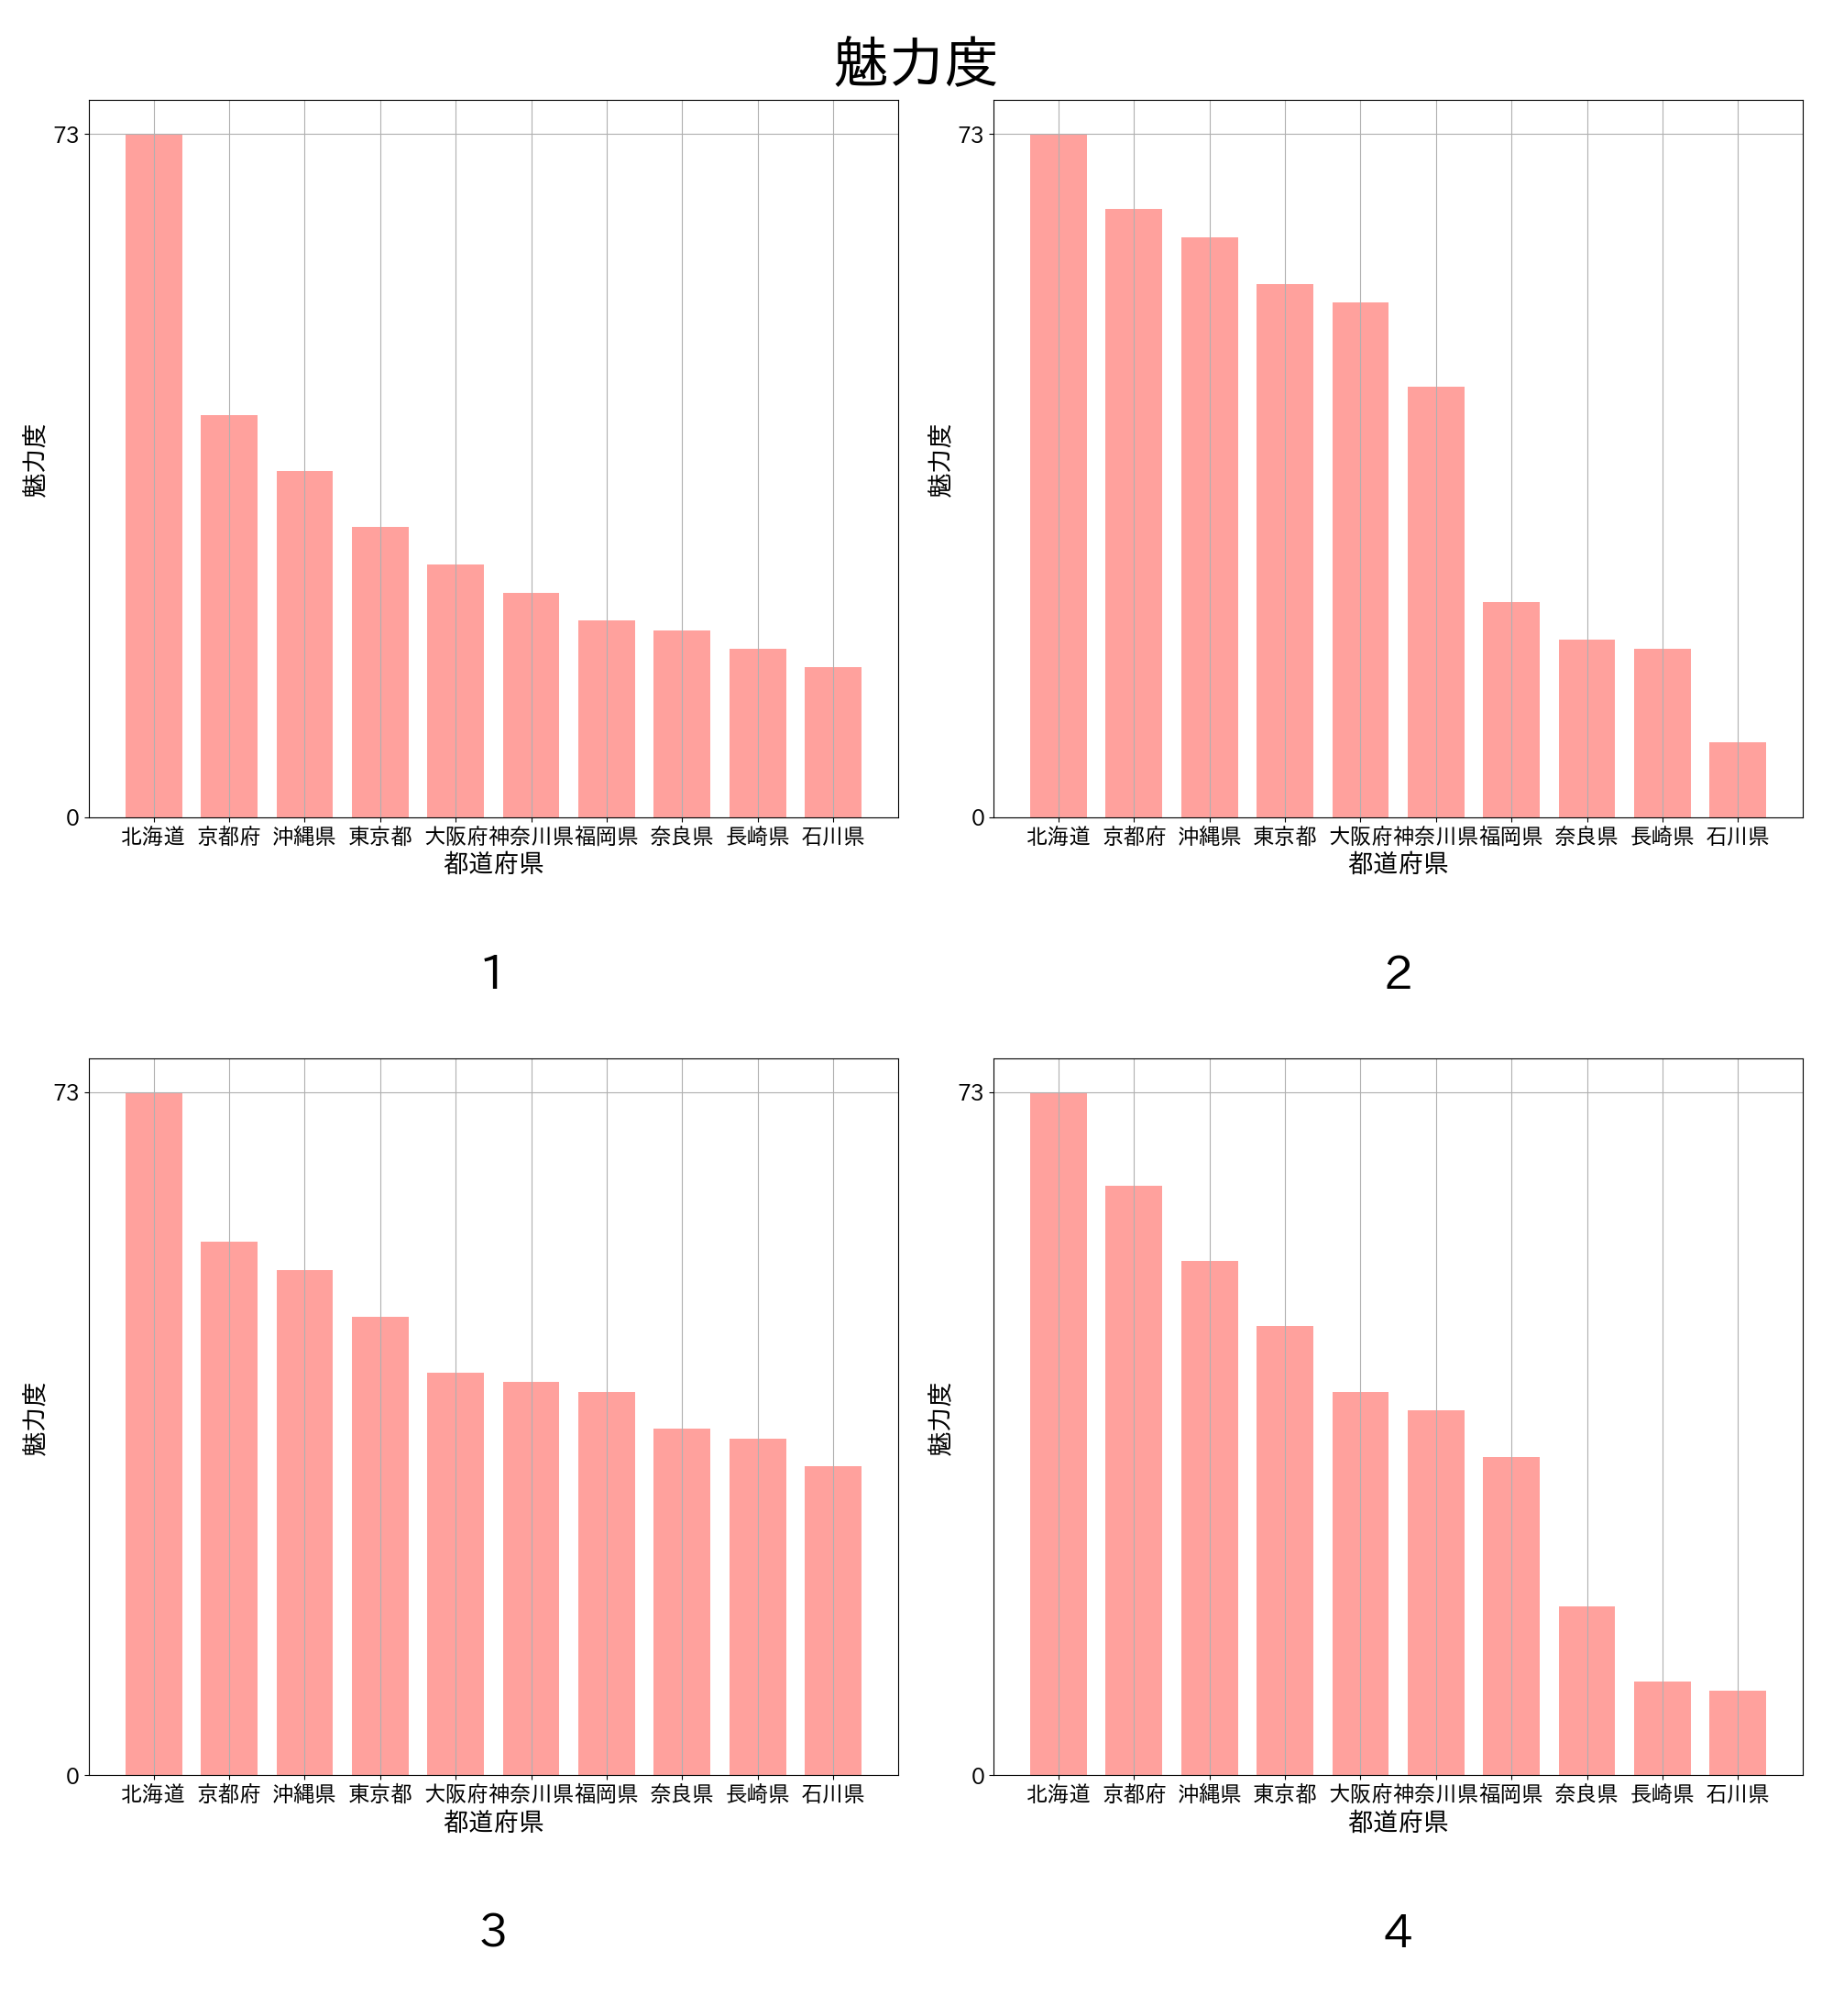 魅力度
73
魅力度
0
北海道 京都府 沖縄県 東京都 大阪府 神奈川県 福岡県 奈良県 長崎県 石川県
都道府県
1
73
魅力度
0
北海道 京都府 沖縄県 東京都 大阪府 神奈川県 福岡県 奈良県 長崎県 石川県
都道府県
2
73
魅力度
0
北海道 京都府 沖縄県 東京都 大阪府 神奈川県 福岡県 奈良県 長崎県 石川県
都道府県
3
73
魅力度
0
北海道 京都府 沖縄県 東京都 大阪府 神奈川県 福岡県 奈良県 長崎県 石川県
都道府県
4